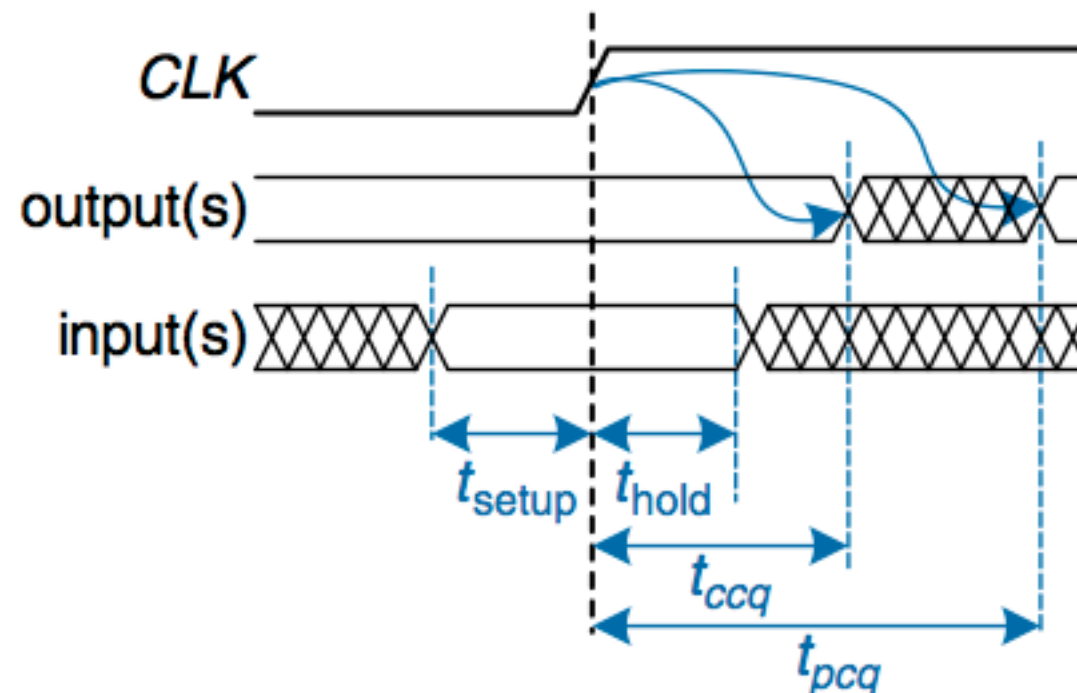 CLK
output(s)
input(s)
tsetup
thold
tccq
tpcq